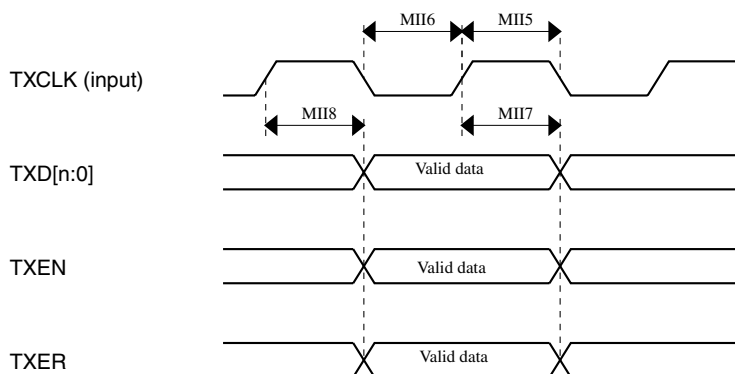 MII6
MII5
TXCLK (input)
MII8
MII7
TXD[n:0]
Valid data
TXEN
Valid data
TXER
Valid data